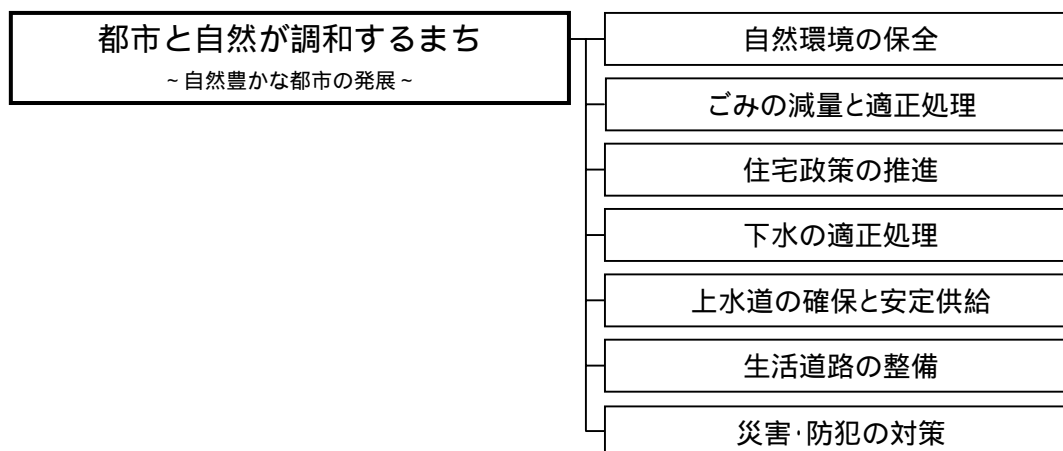 都市と自然が調和するまち
~自然豊かな都市の発展~
自然環境の保全
ごみの減量と適正処理
住宅政策の推進
下水の適正処理
上水道の確保と安定供給
生活道路の整備
災害·防犯の対策